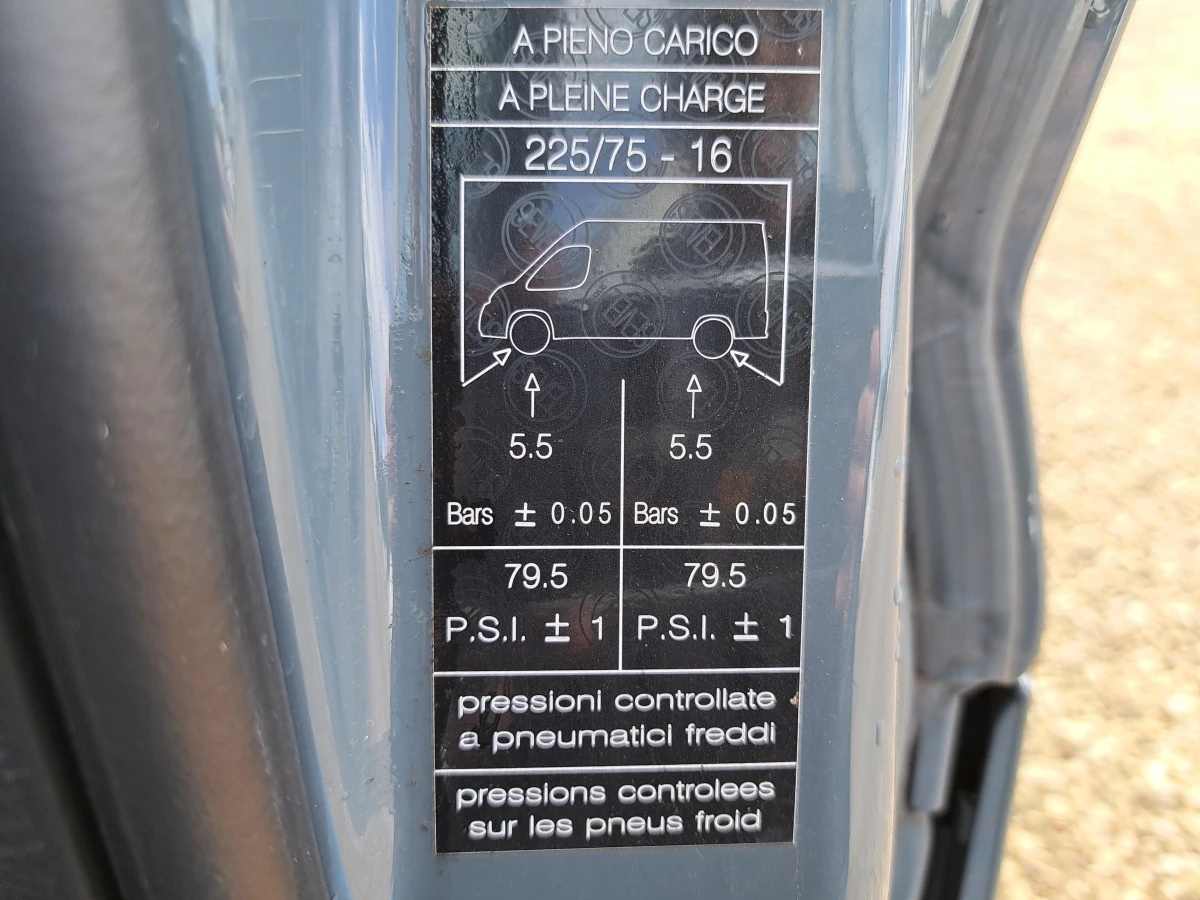 A PIENO CARICO
A PLEINE CHARGE
225/75 - 16
5.5 5.5
Bars ± 0.05 Bars ± 0.05
79.5 79.5
P.S.I. ± 1 P.S.I. ± 1
pressioni controllate
a pneumatici freddi
pressions controlees
sur les pneus froid